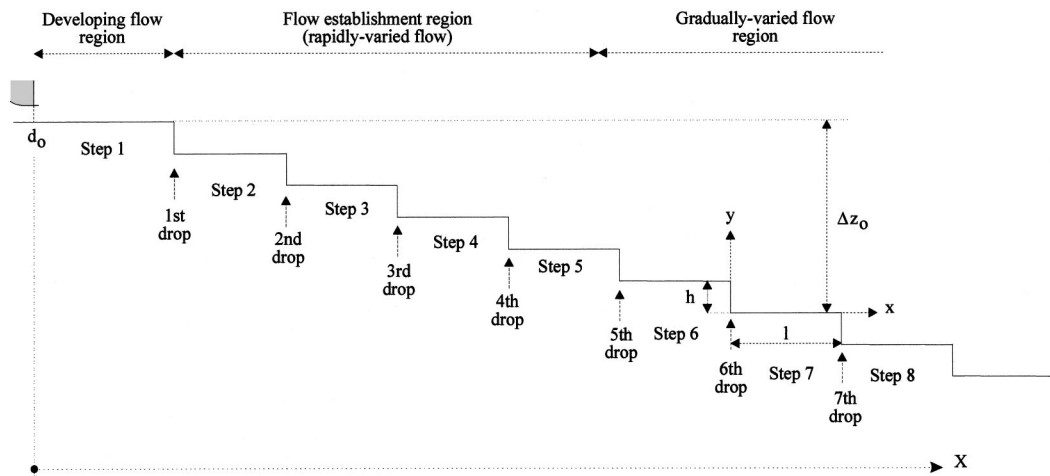 Developing flow
region
Flow establishment region
(rapidly-varied flow)
Gradually-varied flow
region
do
Step 1
Step 2
Step 3
Step 4
Step 5
Step 6
Step 7
Step 8
1st
drop
2nd
drop
3rd
drop
4th
drop
5th
drop
6th
drop
7th
drop
y
h
x
l
Δzo
X